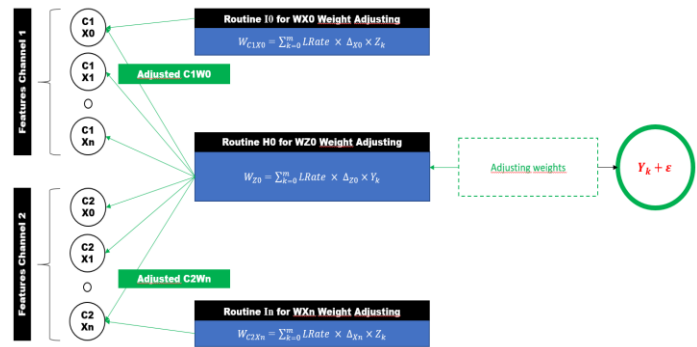 Features Channel 1
C1
X0
C1
X1
C1
Xn
Adjusted C1W0
Routine I0 for WX0 Weight Adjusting
W_{C1X0} = ∑_{k=0}^{m} LRate × Δ_{X0} × Z_k
Routine H0 for WZ0 Weight Adjusting
W_{Z0} = ∑_{k=0}^{m} LRate × Δ_{Z0} × Y_k
Adjusting weights
Y_k + ε
Features Channel 2
C2
X0
C2
X1
C2
Xn
Adjusted C2Wn
Routine In for WXn Weight Adjusting
W_{C2Xn} = ∑_{k=0}^{m} LRate × Δ_{Xn} × Z_k